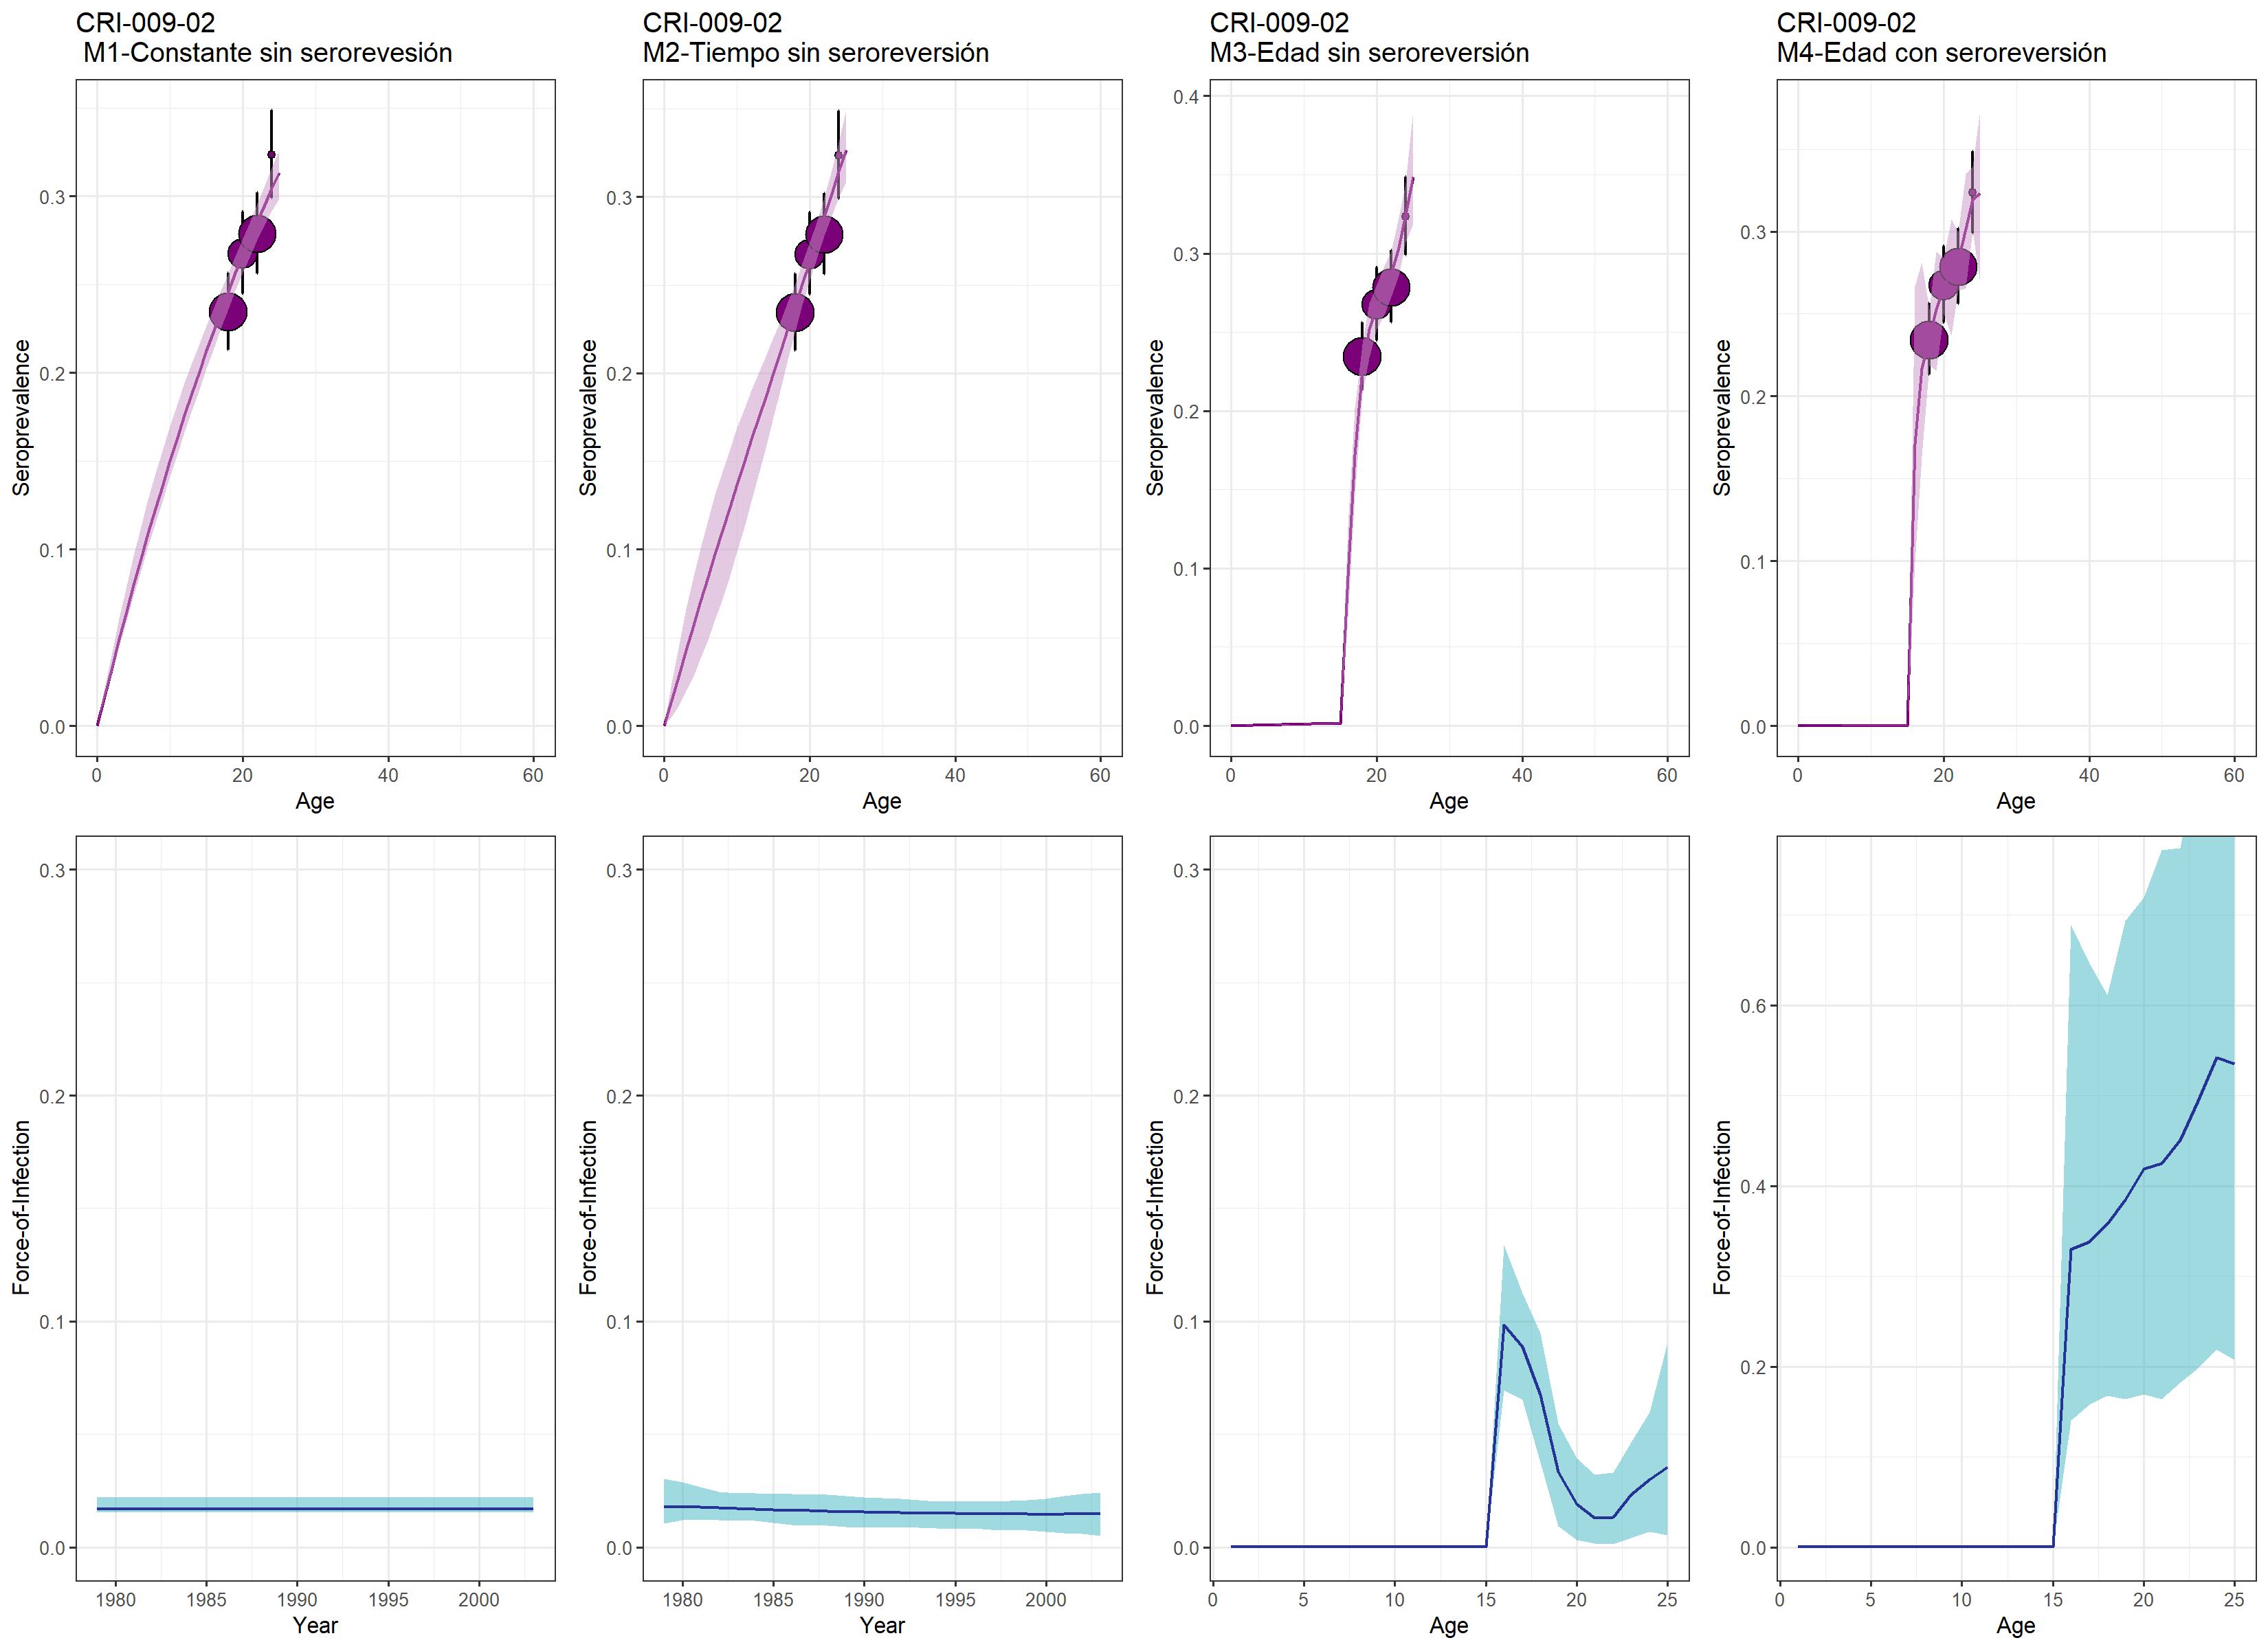 CRI-009-02
M1-Constante sin serorevesión
CRI-009-02
M2-Tiempo sin seroreversión
CRI-009-02
M3-Edad sin seroreversión
CRI-009-02
M4-Edad con seroreversión
Seroprevalence
0.3
0.2
0.1
0.0
0 20 40 60
Age
Seroprevalence
0.3
0.2
0.1
0.0
0 20 40 60
Age
Seroprevalence
0.4
0.3
0.2
0.1
0.0
0 20 40 60
Age
Seroprevalence
0.3
0.2
0.1
0.0
0 20 40 60
Age
Force-of-Infection
0.3
0.2
0.1
0.0
1980 1985 1990 1995 2000
Year
Force-of-Infection
0.3
0.2
0.1
0.0
1980 1985 1990 1995 2000
Year
Force-of-Infection
0.3
0.2
0.1
0.0
0 5 10 15 20 25
Age
Force-of-Infection
0.6
0.4
0.2
0.0
0 5 10 15 20 25
Age